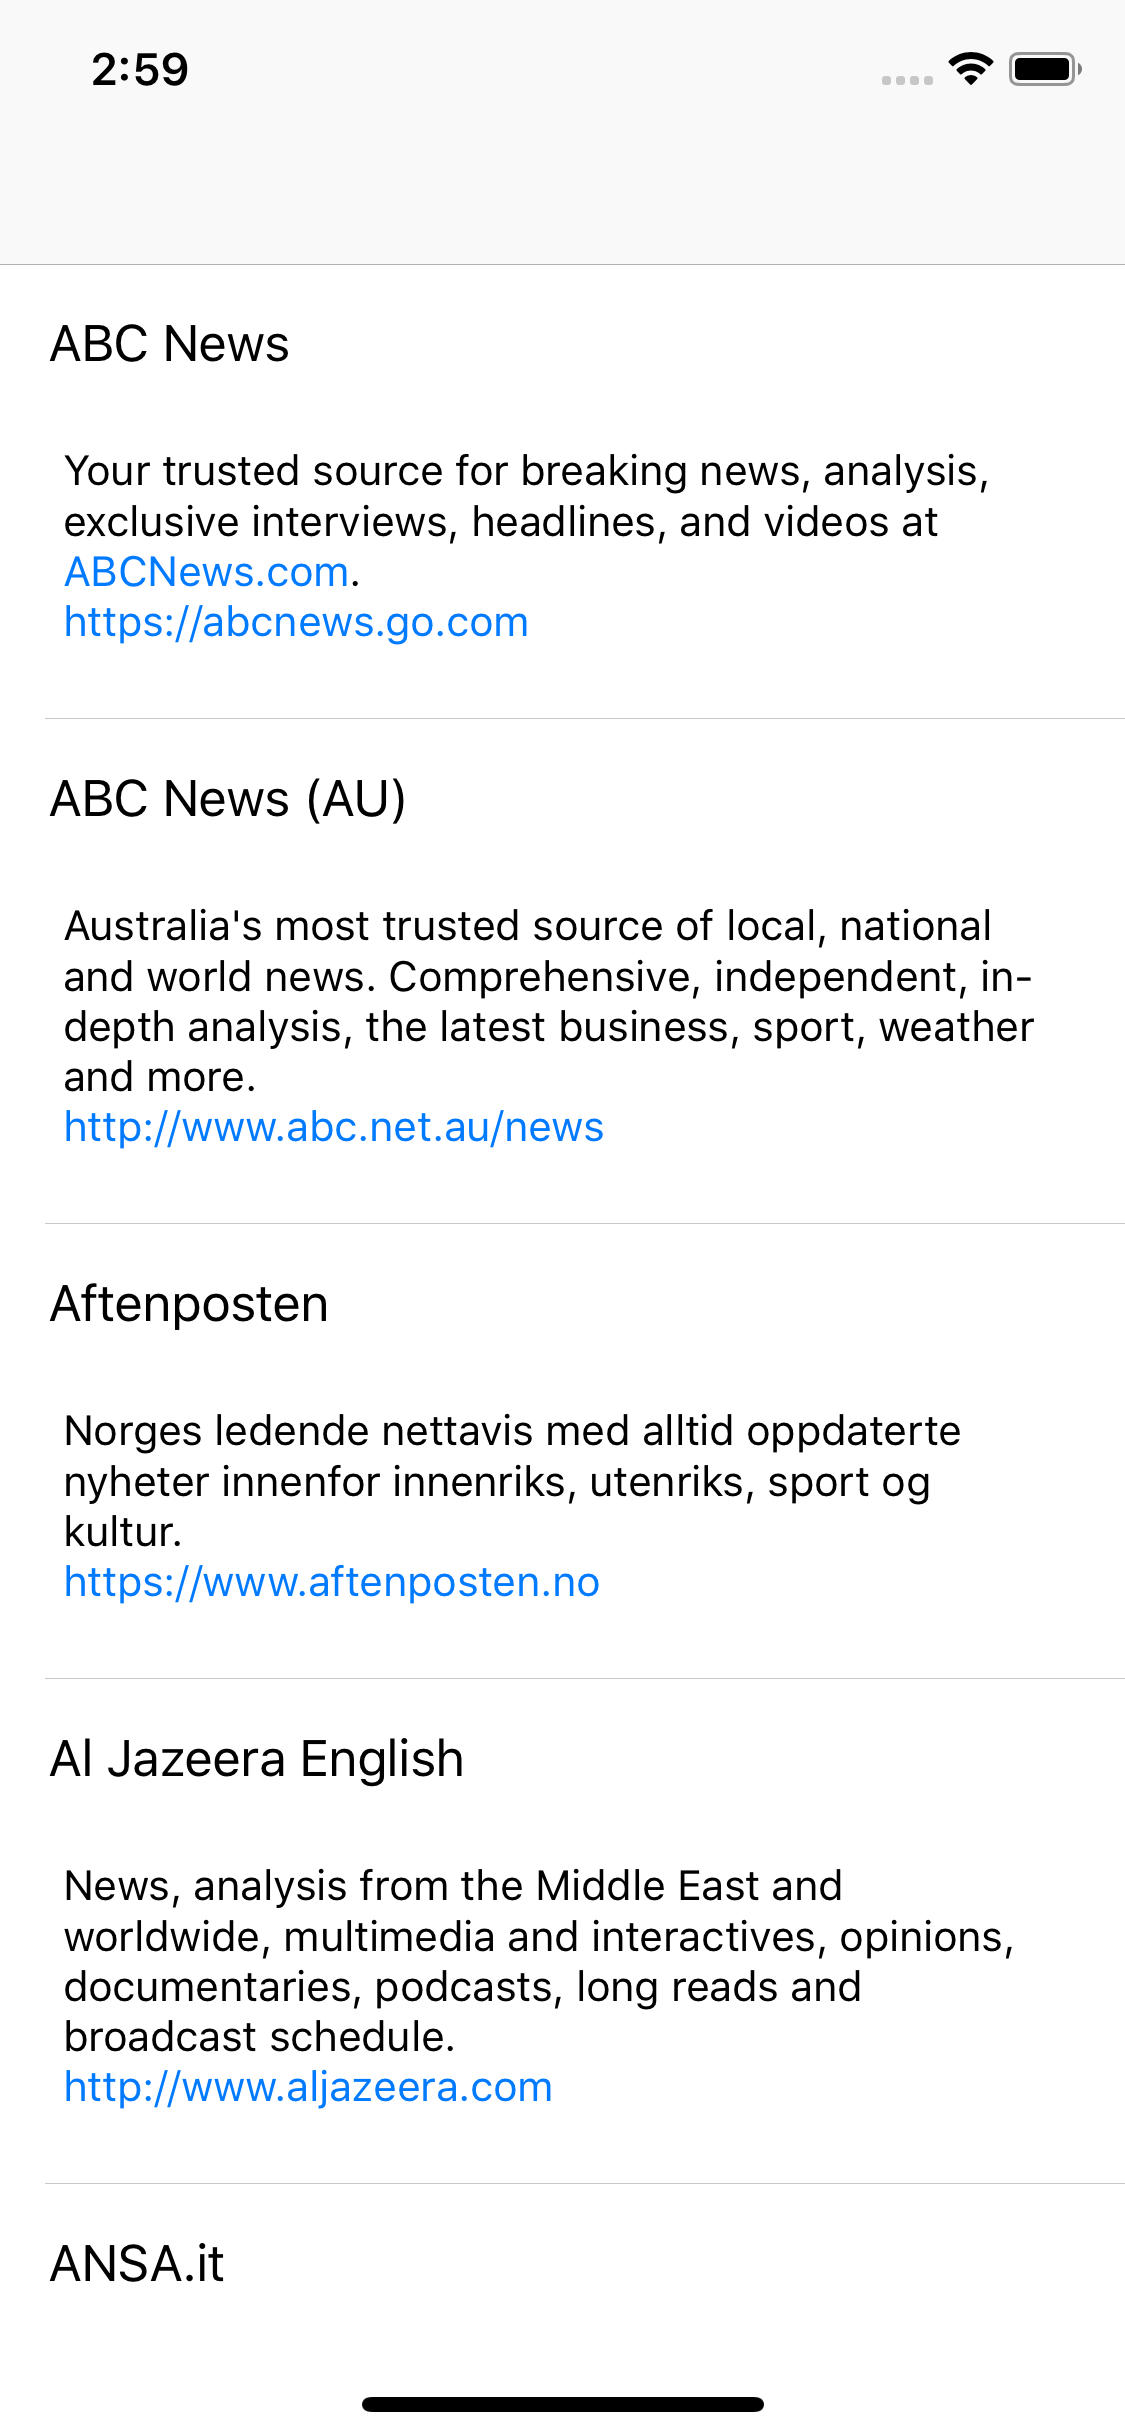 2:59
ABC News
Your trusted source for breaking news, analysis,
exclusive interviews, headlines, and videos at
ABCNews.com.
https://abcnews.go.com
ABC News (AU)
Australia's most trusted source of local, national
and world news. Comprehensive, independent, in-
depth analysis, the latest business, sport, weather
and more.
http://www.abc.net.au/news
Aftenposten
Norges ledende nettavis med alltid oppdaterte
nyheter innenfor innenriks, utenriks, sport og
kultur.
https://www.aftenposten.no
Al Jazeera English
News, analysis from the Middle East and
worldwide, multimedia and interactives, opinions,
documentaries, podcasts, long reads and
broadcast schedule.
http://www.aljazeera.com
ANSA.it